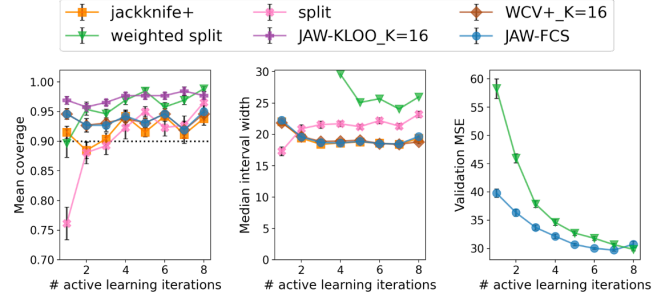 jackknife+ split WCV+_K=16
weighted split JAW-KLOO_K=16 JAW-FCS
1.00
0.95
0.90
0.85
0.80
0.75
0.70
Mean coverage
2 4 6 8
# active learning iterations
30
25
20
15
10
5
0
Median interval width
2 4 6 8
# active learning iterations
60
55
50
45
40
35
30
Validation MSE
2 4 6 8
# active learning iterations